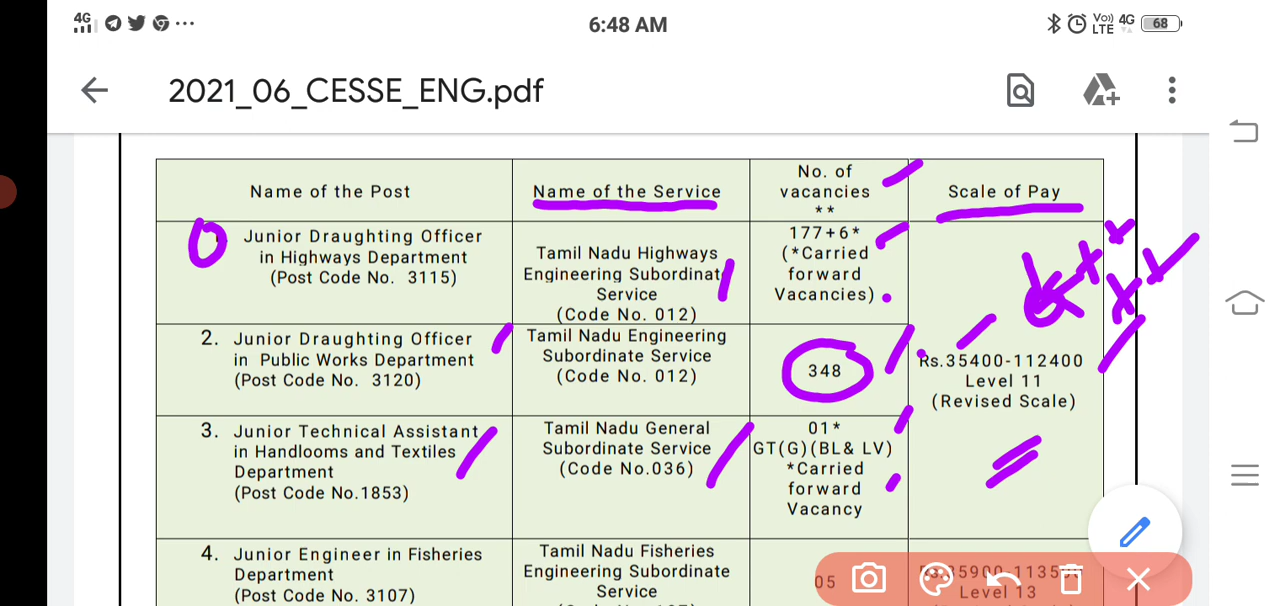 4G
6:48 AM
Vo)) 4G
LTE
68
2021_06_CESSE_ENG.pdf
Name of the Post
Name of the Service
No. of
vacancies
**
Scale of Pay
Junior Draughting Officer
in Highways Department
(Post Code No. 3115)
Tamil Nadu Highways
Engineering Subordinate
Service
(Code No. 012)
177+6*
(*Carried
forward
Vacancies)
2. Junior Draughting Officer
in Public Works Department
(Post Code No. 3120)
Tamil Nadu Engineering
Subordinate Service
(Code No. 012)
348
Rs.35400-112400
Level 11
(Revised Scale)
3. Junior Technical Assistant
in Handlooms and Textiles
Department
(Post Code No.1853)
Tamil Nadu General
Subordinate Service
(Code No.036)
01*
GT(G)(BL& LV)
*Carried
forward
Vacancy
4. Junior Engineer in Fisheries
Department
(Post Code No. 3107)
Tamil Nadu Fisheries
Engineering Subordinate
Service
05
Level 13